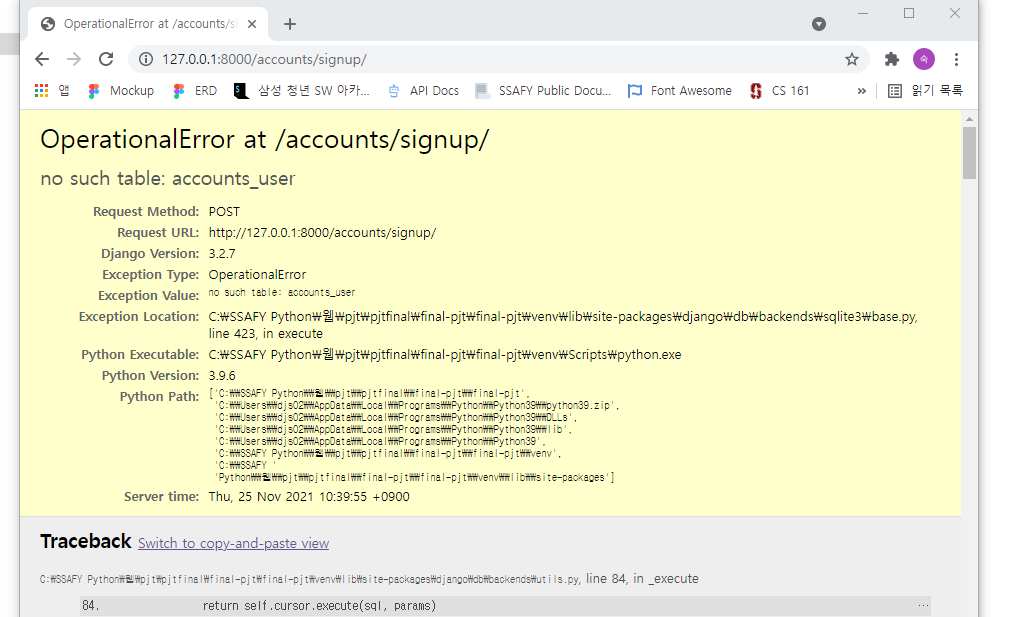 OperationalError at /accounts/si
127.0.0.1:8000/accounts/signup/
앱 Mockup ERD 삼성 청년 SW 아카... API Docs SSAFY Public Docu... Font Awesome CS 161 » 읽기 목록
OperationalError at /accounts/signup/
no such table: accounts_user
Request Method: POST
Request URL: http://127.0.0.1:8000/accounts/signup/
Django Version: 3.2.7
Exception Type: OperationalError
Exception Value: no such table: accounts_user
Exception Location: C:₩SSAFY Python₩웹₩pjt₩pjtfinal₩final-pjt₩final-pjt₩venv₩lib₩site-packages₩django₩db₩backends₩sqlite3₩base.py,
line 423, in execute
Python Executable: C:₩SSAFY Python₩웹₩pjt₩pjtfinal₩final-pjt₩final-pjt₩venv₩Scripts₩python.exe
Python Version: 3.9.6
Python Path: ['C:₩₩SSAFY Python₩₩웹₩₩pjt₩₩pjtfinal₩₩final-pjt₩₩final-pjt',
'C:₩₩Users₩₩djs02₩₩AppData₩₩Local₩₩Programs₩₩Python₩₩Python39₩₩python39.zip',
'C:₩₩Users₩₩djs02₩₩AppData₩₩Local₩₩Programs₩₩Python₩₩Python39₩₩DLLs',
'C:₩₩Users₩₩djs02₩₩AppData₩₩Local₩₩Programs₩₩Python₩₩Python39₩₩lib',
'C:₩₩Users₩₩djs02₩₩AppData₩₩Local₩₩Programs₩₩Python₩₩Python39',
'C:₩₩SSAFY Python₩₩웹₩₩pjt₩₩pjtfinal₩₩final-pjt₩₩final-pjt₩₩venv',
'C:₩₩SSAFY '
'Python₩₩웹₩₩pjt₩₩pjtfinal₩₩final-pjt₩₩final-pjt₩₩venv₩₩lib₩₩site-packages']
Server time: Thu, 25 Nov 2021 10:39:55 +0900
Traceback Switch to copy-and-paste view
C:₩SSAFY Python₩웹₩pjt₩pjtfinal₩final-pjt₩final-pjt₩venv₩lib₩site-packages₩django₩db₩backends₩utils.py, line 84, in _execute
84. return self.cursor.execute(sql, params) ...